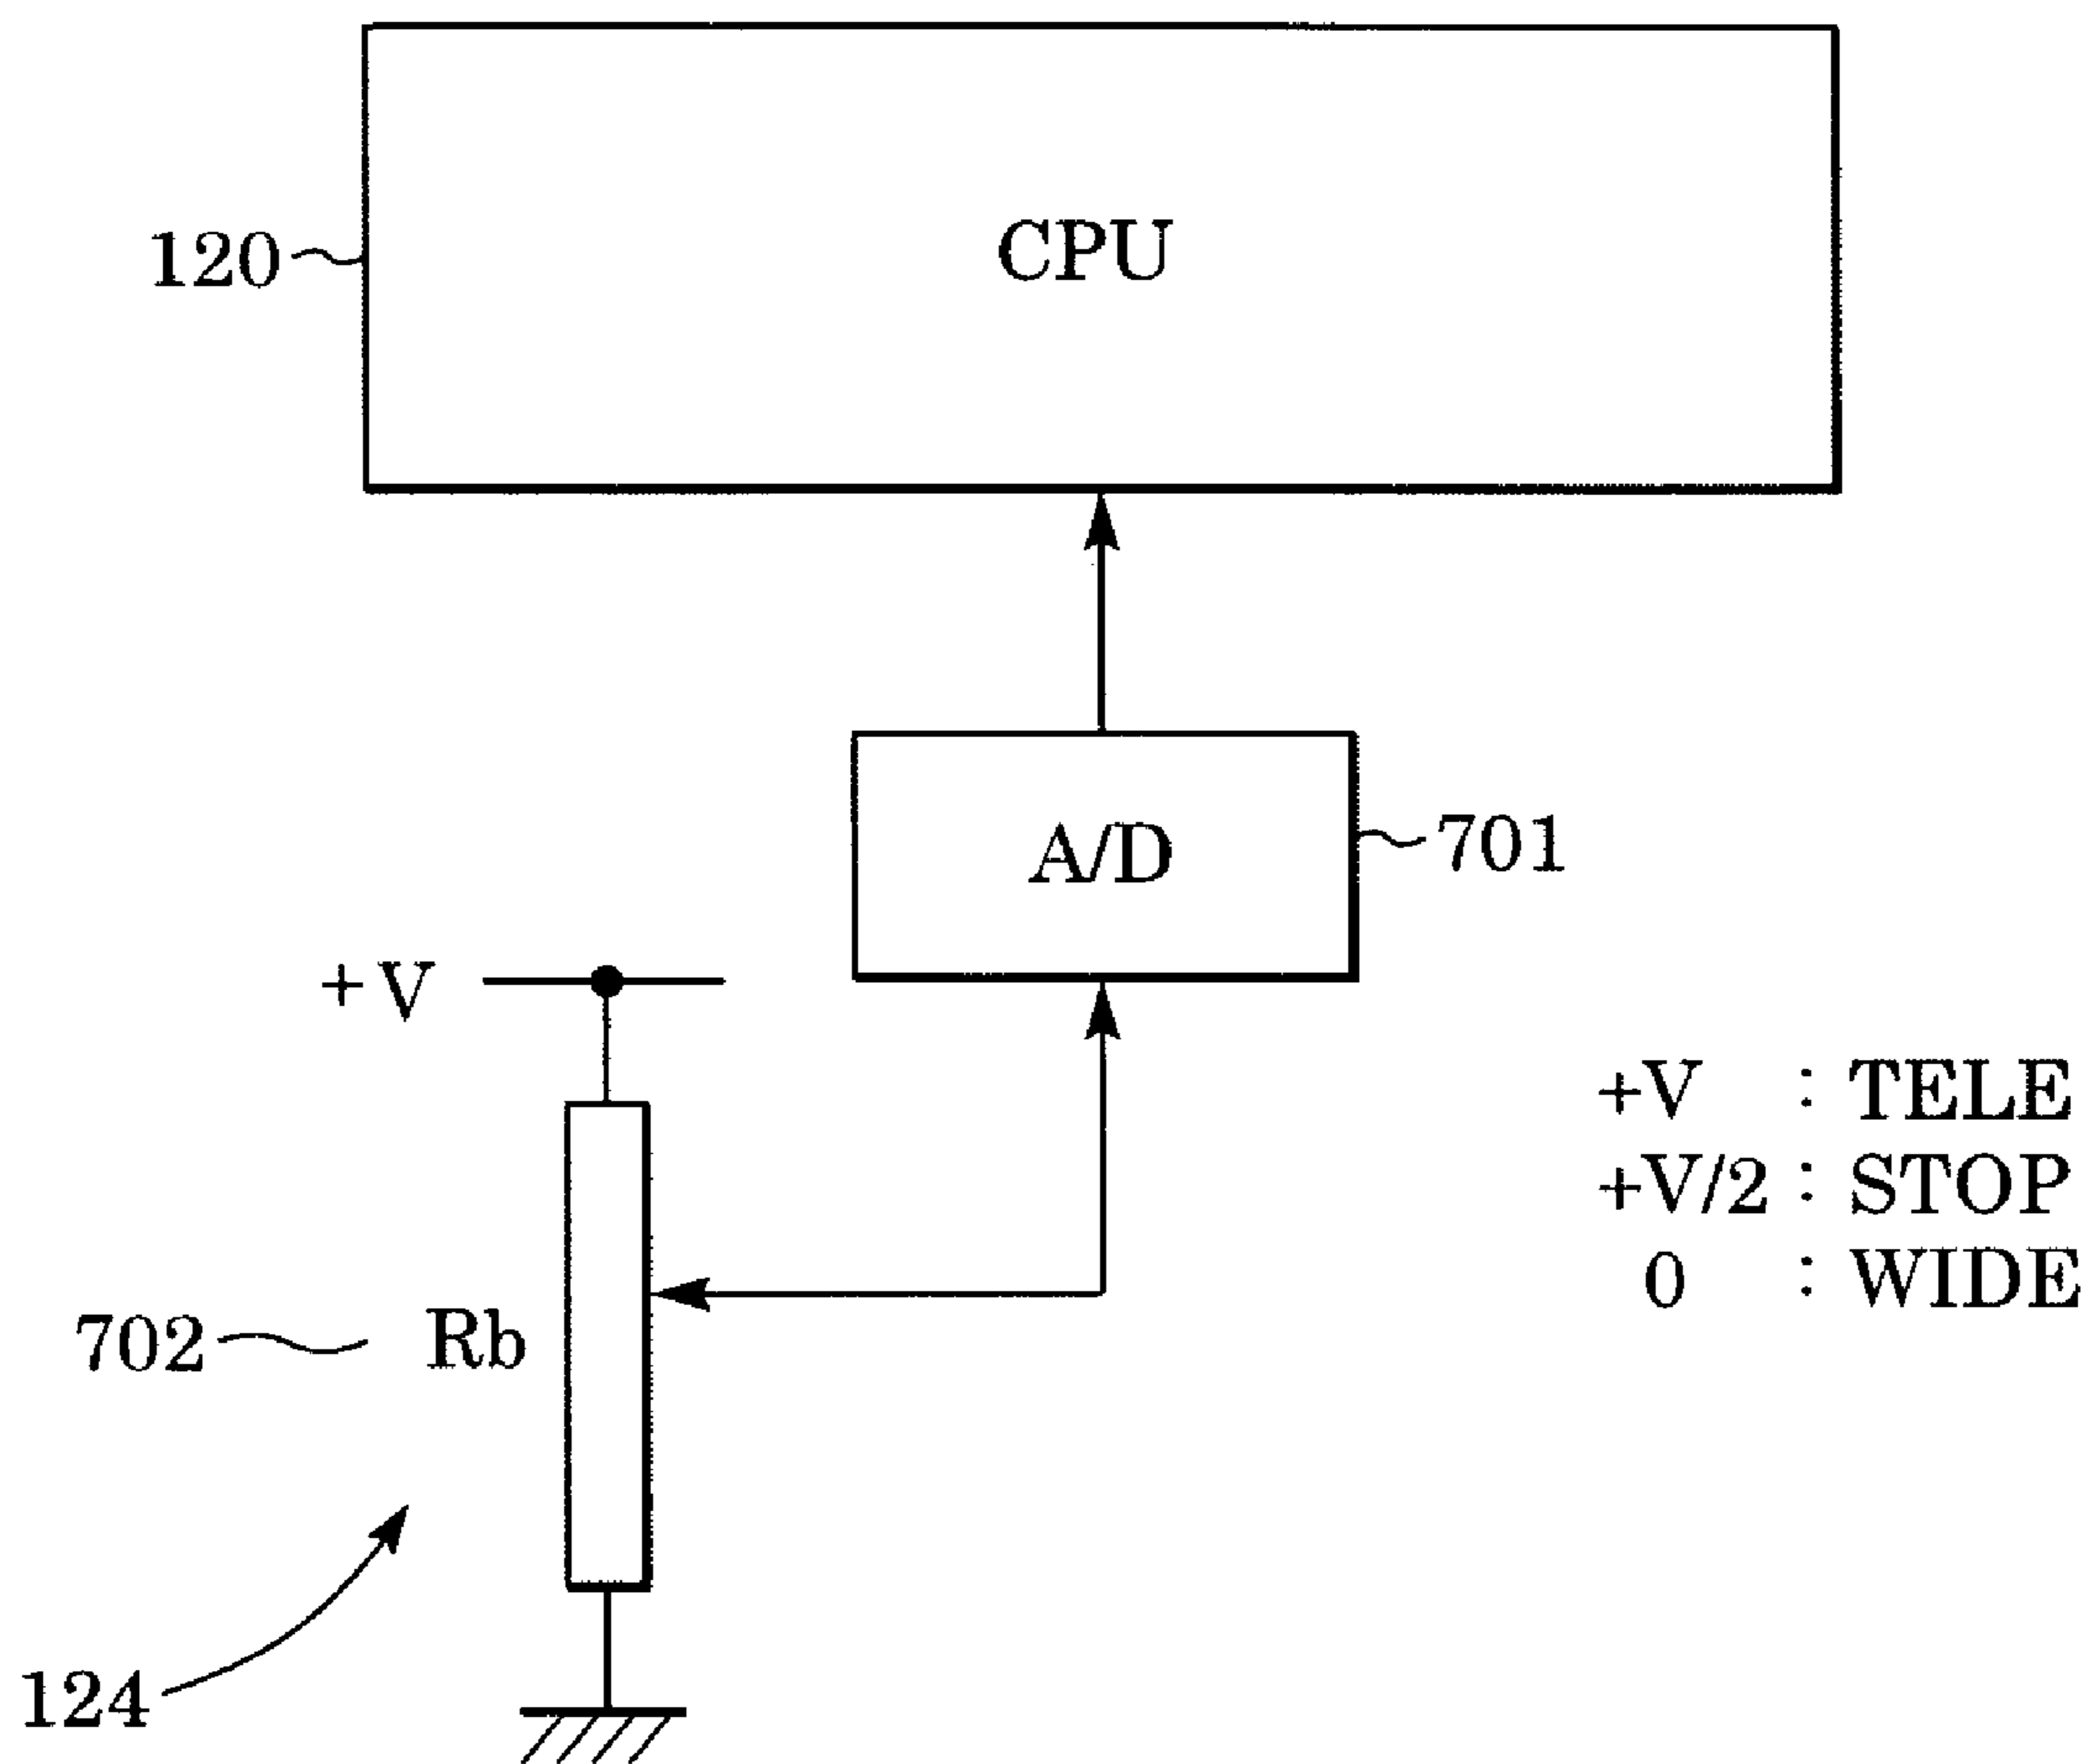 CPU
120
A/D
701
+V
+V : TELE
+V/2 : STOP
0 : WIDE
702
Rb
124